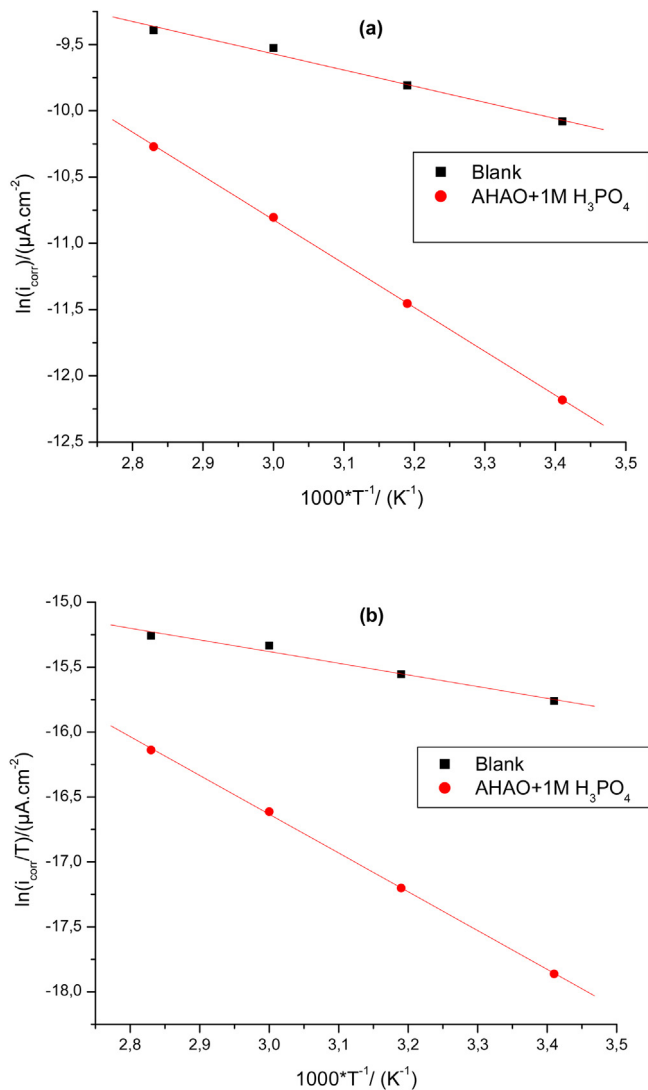 (a)
-9,5
-10,0
-10,5
-11,0
-11,5
-12,0
-12,5
ln(i_corr)/(µA.cm⁻²)
Blank
AHAO+1M H₃PO₄
2,8 2,9 3,0 3,1 3,2 3,3 3,4 3,5
1000*T⁻¹/ (K⁻¹)
(b)
-15,0
-15,5
-16,0
-16,5
-17,0
-17,5
-18,0
ln(i_corr/T)/(µA.cm⁻²)
Blank
AHAO+1M H₃PO₄
2,8 2,9 3,0 3,1 3,2 3,3 3,4 3,5
1000*T⁻¹/ (K⁻¹)